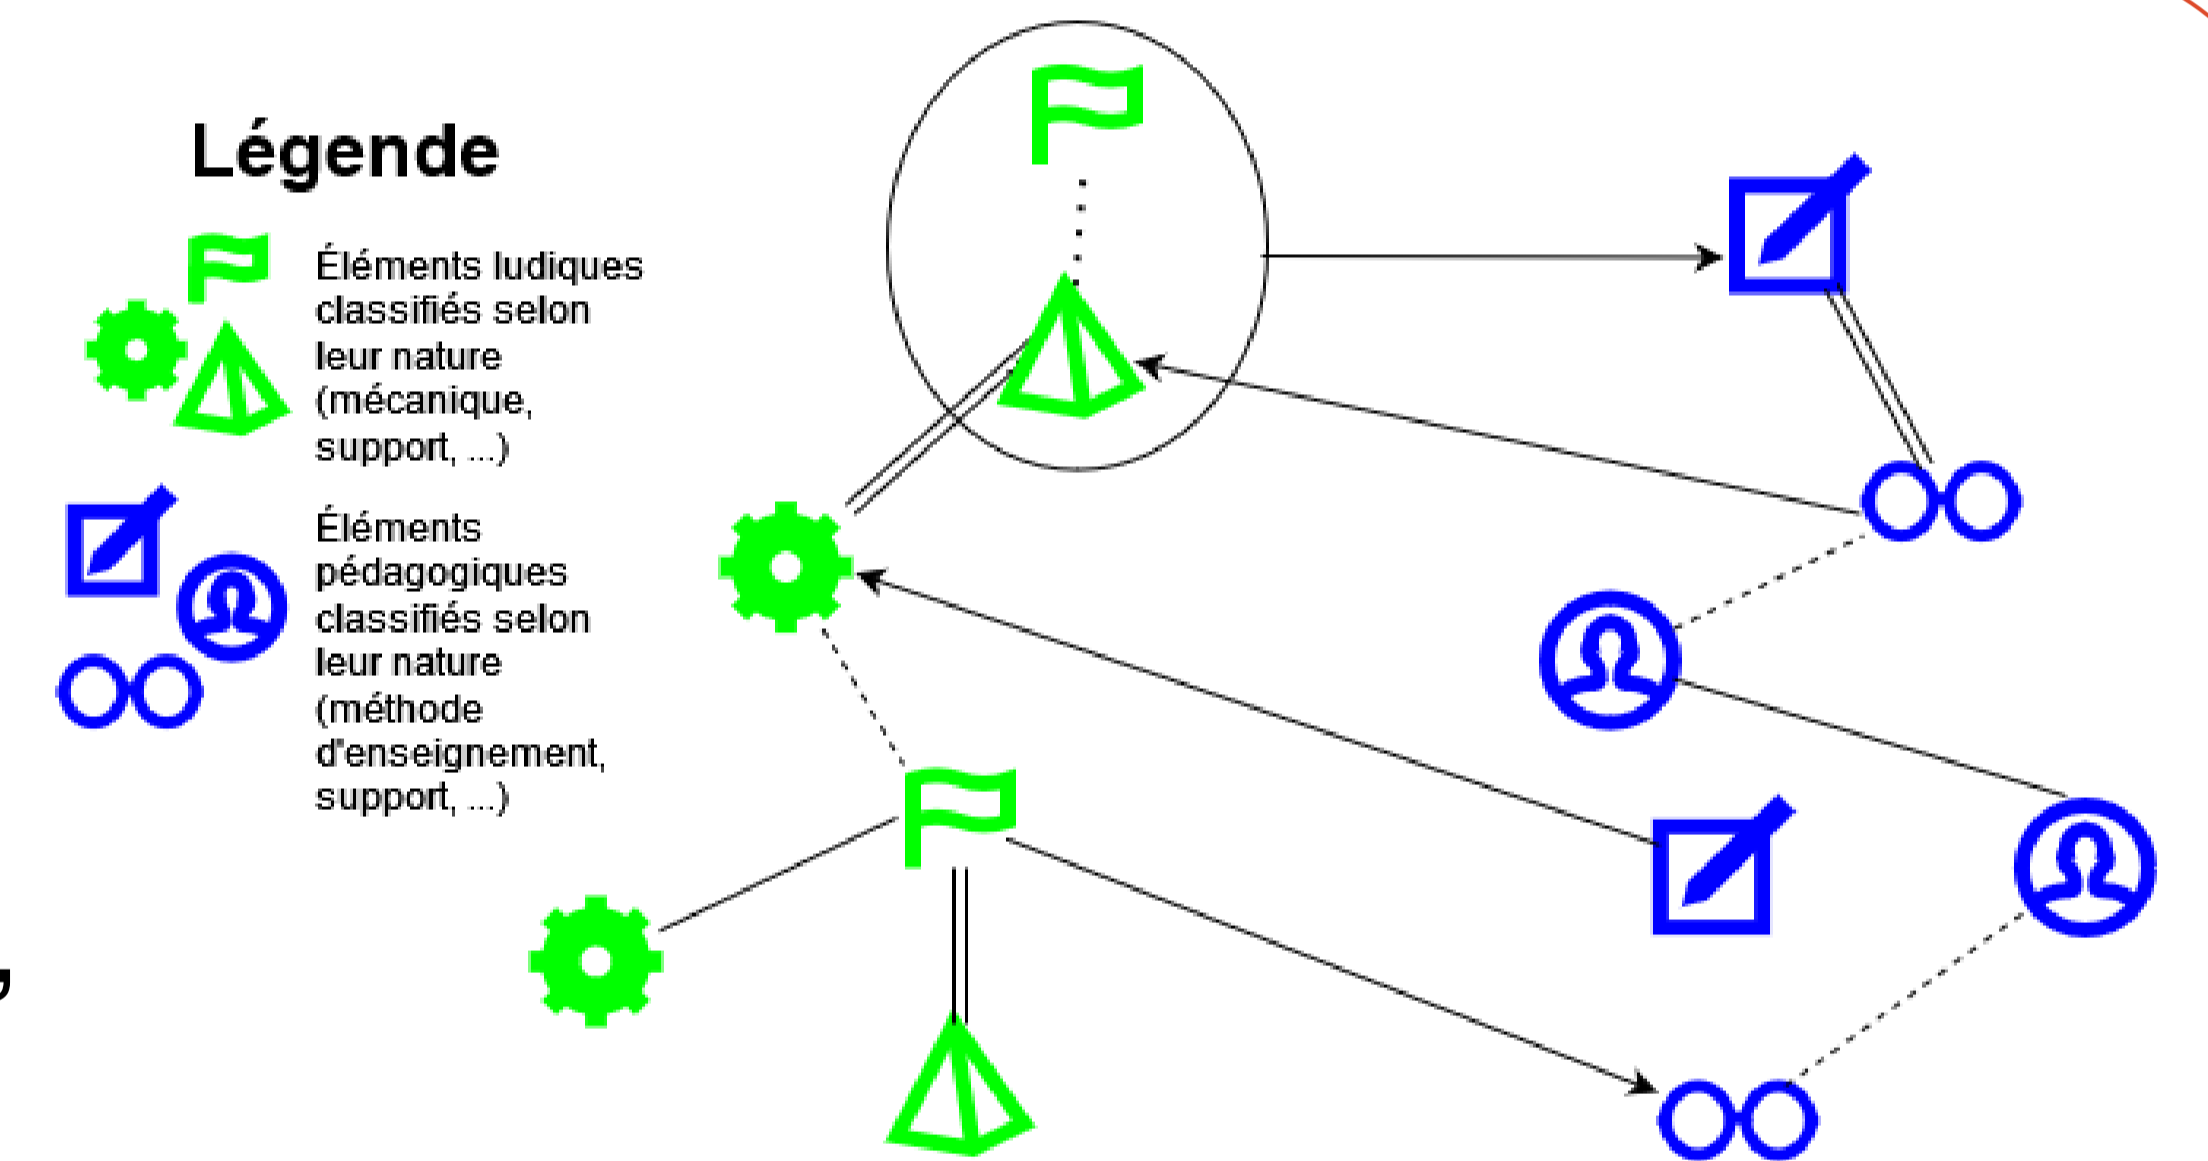 Légende
Éléments ludiques
classifiés selon
leur nature
(mécanique,
support, ...)
Éléments
pédagogiques
classifiés selon
leur nature
(méthode
d'enseignement,
support, ...)
,